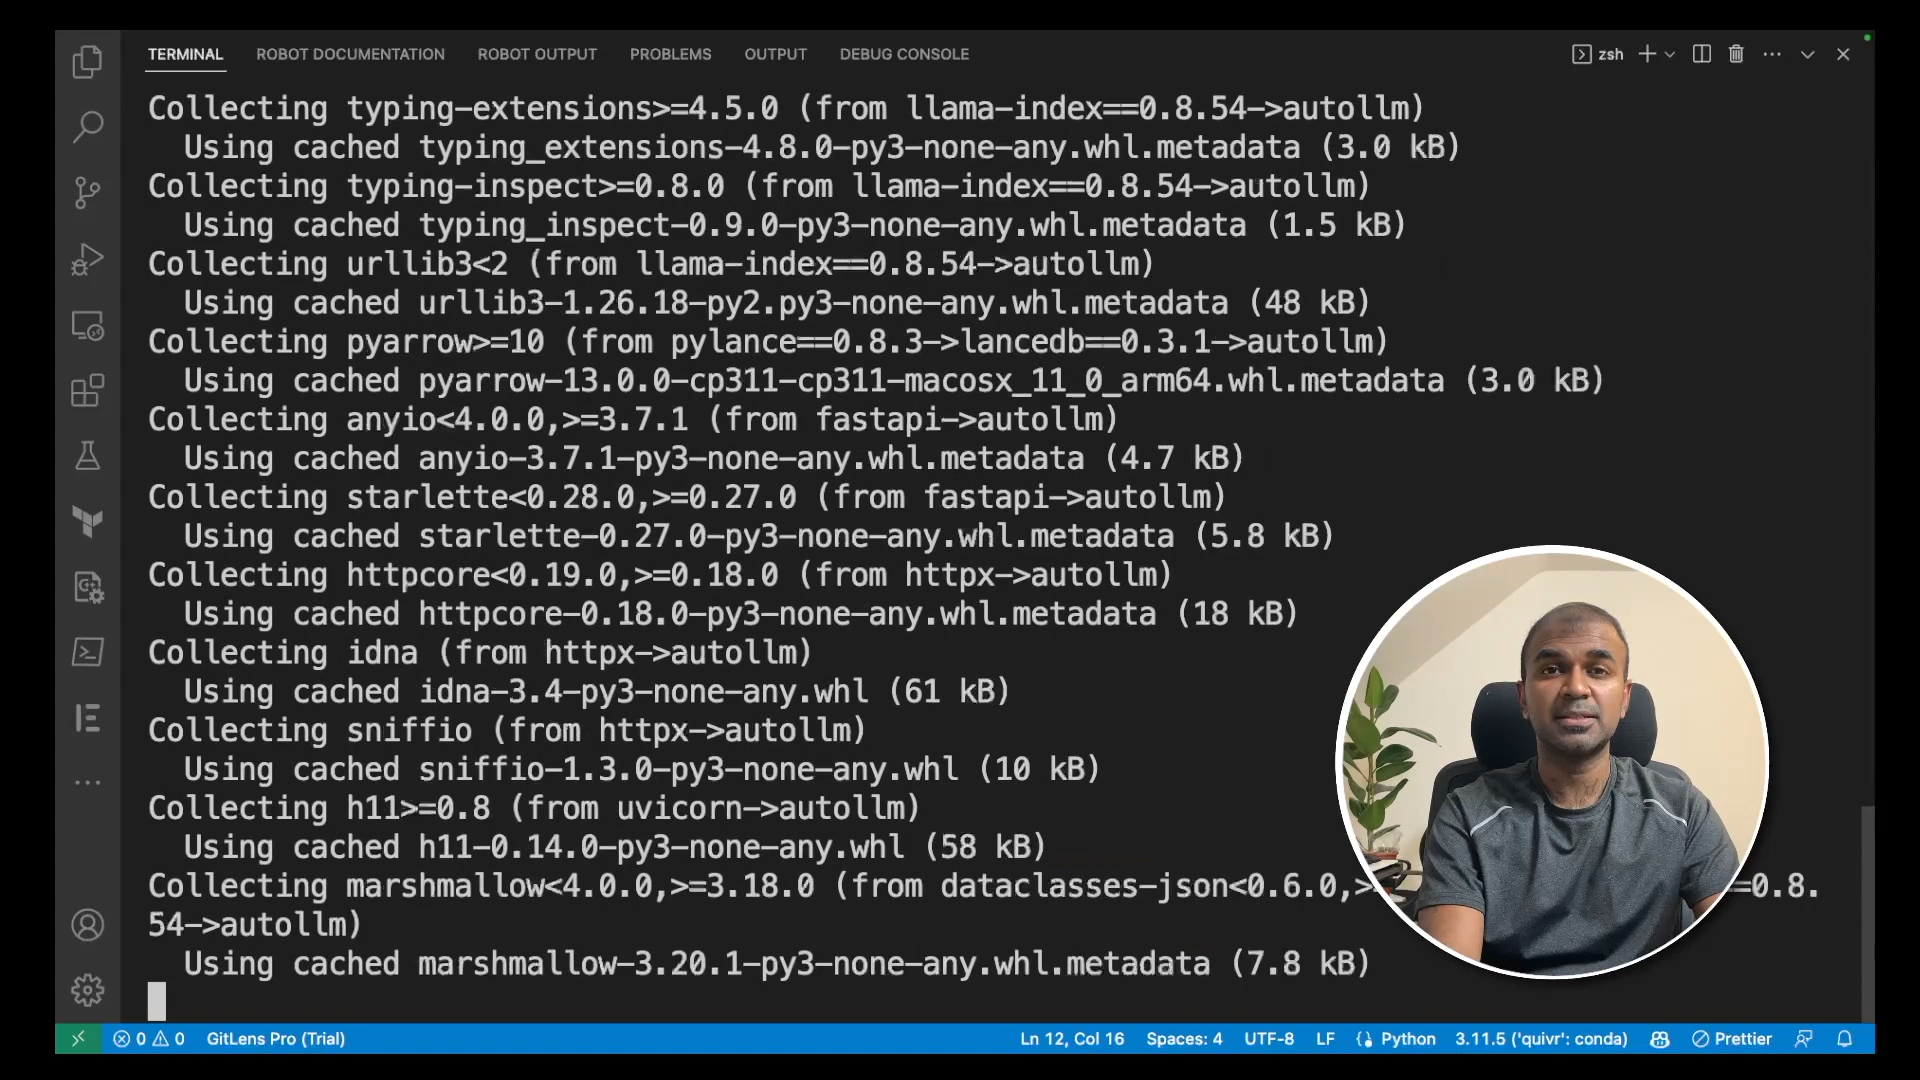 TERMINAL ROBOT DOCUMENTATION ROBOT OUTPUT PROBLEMS OUTPUT DEBUG CONSOLE zsh
Collecting typing-extensions>=4.5.0 (from llama-index==0.8.54->autollm)
Using cached typing_extensions-4.8.0-py3-none-any.whl.metadata (3.0 kB)
Collecting typing-inspect>=0.8.0 (from llama-index==0.8.54->autollm)
Using cached typing_inspect-0.9.0-py3-none-any.whl.metadata (1.5 kB)
Collecting urllib3<2 (from llama-index==0.8.54->autollm)
Using cached urllib3-1.26.18-py2.py3-none-any.whl.metadata (48 kB)
Collecting pyarrow>=10 (from pylance==0.8.3->lancedb==0.3.1->autollm)
Using cached pyarrow-13.0.0-cp311-cp311-macosx_11_0_arm64.whl.metadata (3.0 kB)
Collecting anyio<4.0.0,>=3.7.1 (from fastapi->autollm)
Using cached anyio-3.7.1-py3-none-any.whl.metadata (4.7 kB)
Collecting starlette<0.28.0,>=0.27.0 (from fastapi->autollm)
Using cached starlette-0.27.0-py3-none-any.whl.metadata (5.8 kB)
Collecting httpcore<0.19.0,>=0.18.0 (from httpx->autollm)
Using cached httpcore-0.18.0-py3-none-any.whl.metadata (18 kB)
Collecting idna (from httpx->autollm)
Using cached idna-3.4-py3-none-any.whl (61 kB)
Collecting sniffio (from httpx->autollm)
Using cached sniffio-1.3.0-py3-none-any.whl (10 kB)
Collecting h11>=0.8 (from uvicorn->autollm)
Using cached h11-0.14.0-py3-none-any.whl (58 kB)
Collecting marshmallow<4.0.0,>=3.18.0 (from dataclasses-json<0.6.0,> ==0.8.
54->autollm)
Using cached marshmallow-3.20.1-py3-none-any.whl.metadata (7.8 kB)
0 0 GitLens Pro (Trial) Ln 12, Col 16 Spaces: 4 UTF-8 LF Python 3.11.5 ('quivr': conda) Prettier